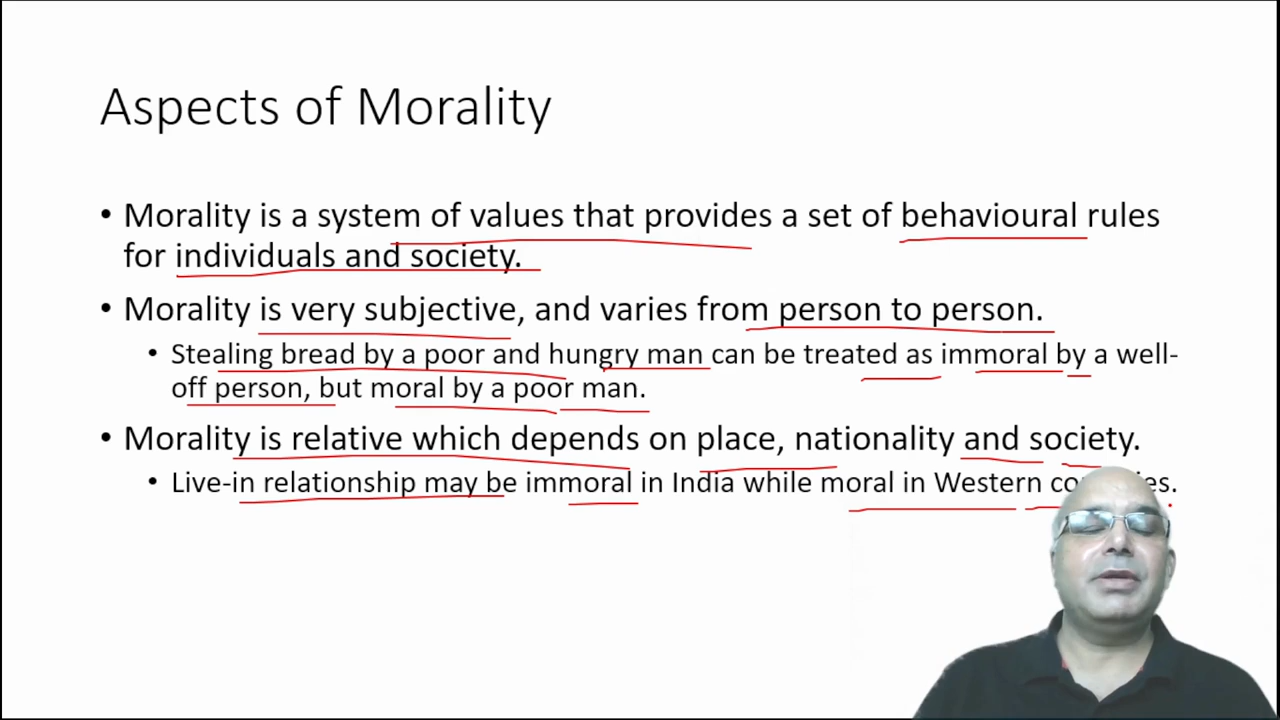 Aspects of Morality
• Morality is a system of values that provides a set of behavioural rules
for individuals and society.
• Morality is very subjective, and varies from person to person.
• Stealing bread by a poor and hungry man can be treated as immoral by a well-
off person, but moral by a poor man.
• Morality is relative which depends on place, nationality and society.
• Live-in relationship may be immoral in India while moral in Western